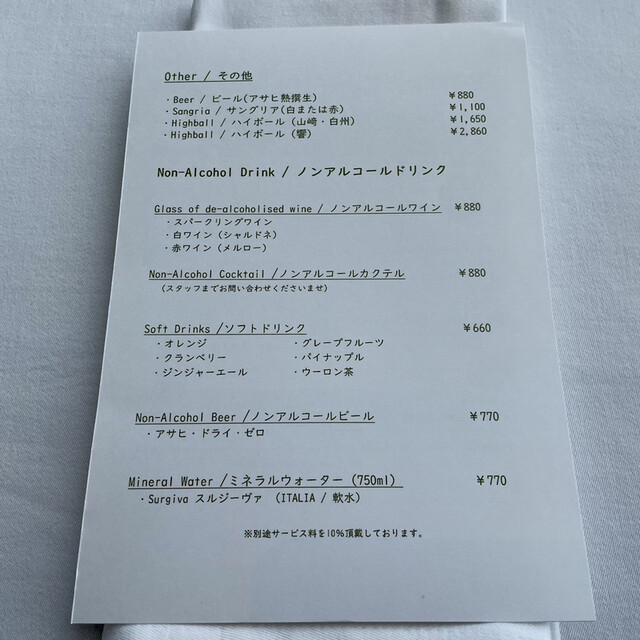 Other / その他
・Beer / ビール(アサヒ熟撰生) ¥880
・Sangria / サングリア(白または赤) ¥1,100
・Highball / ハイボール (山崎・白州) ¥1,650
・Highball / ハイボール (響) ¥2,860
Non-Alcohol Drink / ノンアルコールドリンク
Glass of de-alcoholised wine / ノンアルコールワイン ¥880
・スパークリングワイン
・白ワイン (シャルドネ)
・赤ワイン (メルロー)
Non-Alcohol Cocktail /ノンアルコールカクテル ¥880
(スタッフまでお問い合わせくださいませ)
Soft Drinks /ソフトドリンク ¥660
・オレンジ ・グレープフルーツ
・クランベリー ・パイナップル
・ジンジャーエール ・ウーロン茶
Non-Alcohol Beer /ノンアルコールビール ¥770
・アサヒ・ドライ・ゼロ
Mineral Water /ミネラルウォーター (750ml) ¥770
・Surgiva スルジーヴァ (ITALIA / 軟水)
※別途サービス料を10%頂戴しております。